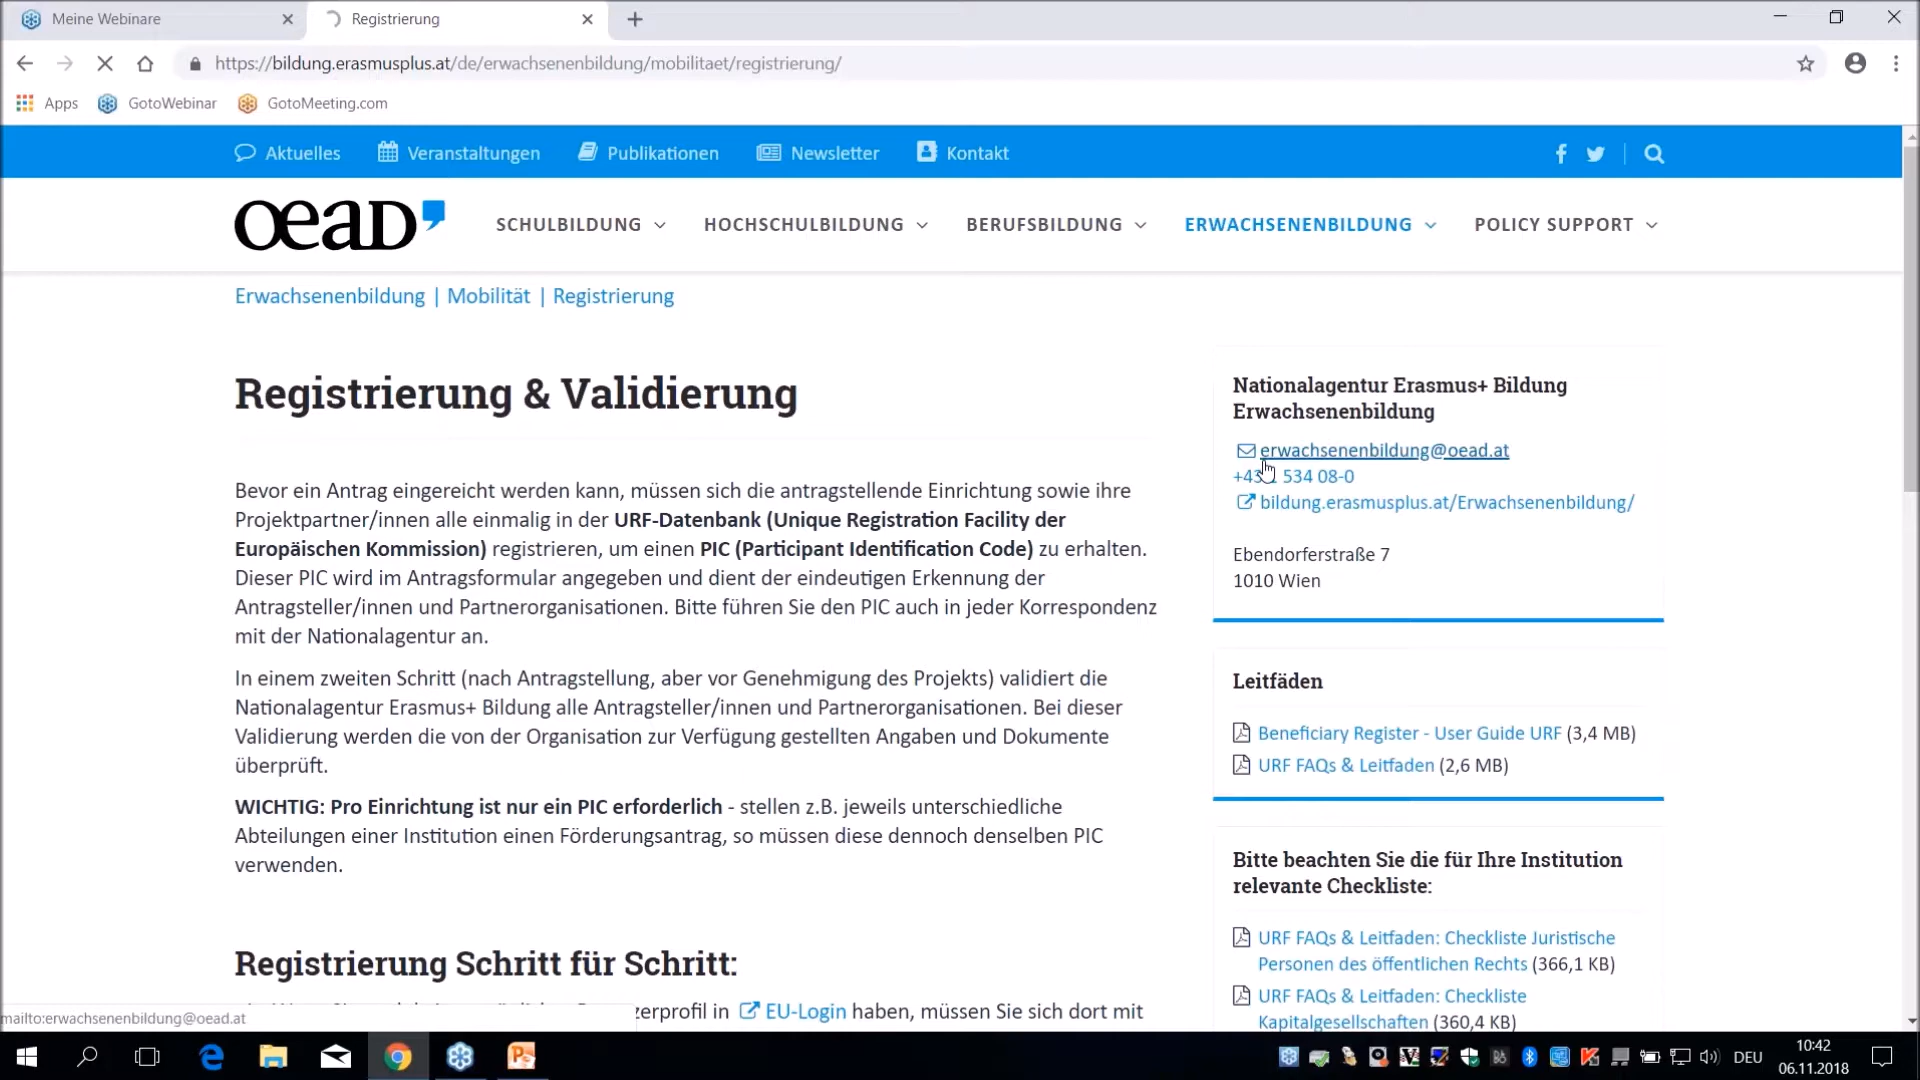 Meine Webinare
Registrierung
https://bildung.erasmusplus.at/de/erwachsenenbildung/mobilitaet/registrierung/
Apps GotoWebinar GotoMeeting.com
Aktuelles Veranstaltungen Publikationen Newsletter Kontakt
oead SCHULBILDUNG HOCHSCHULBILDUNG BERUFSBILDUNG ERWACHSENENBILDUNG POLICY SUPPORT
Erwachsenenbildung | Mobilität | Registrierung
Registrierung & Validierung
Bevor ein Antrag eingereicht werden kann, müssen sich die antragstellende Einrichtung sowie ihre
Projektpartner/innen alle einmalig in der URF-Datenbank (Unique Registration Facility der
Europäischen Kommission) registrieren, um einen PIC (Participant Identification Code) zu erhalten.
Dieser PIC wird im Antragsformular angegeben und dient der eindeutigen Erkennung der
Antragsteller/innen und Partnerorganisationen. Bitte führen Sie den PIC auch in jeder Korrespondenz
mit der Nationalagentur an.
In einem zweiten Schritt (nach Antragstellung, aber vor Genehmigung des Projekts) validiert die
Nationalagentur Erasmus+ Bildung alle Antragsteller/innen und Partnerorganisationen. Bei dieser
Validierung werden die von der Organisation zur Verfügung gestellten Angaben und Dokumente
überprüft.
WICHTIG: Pro Einrichtung ist nur ein PIC erforderlich - stellen z.B. jeweils unterschiedliche
Abteilungen einer Institution einen Förderungsantrag, so müssen diese dennoch denselben PIC
verwenden.
Registrierung Schritt für Schritt:
zerprofil in EU-Login haben, müssen Sie sich dort mit
Nationalagentur Erasmus+ Bildung
Erwachsenenbildung
erwachsenenbildung@oead.at
534 08-0
bildung.erasmusplus.at/Erwachsenenbildung/
Ebendorferstraße 7
1010 Wien
Leitfäden
Beneficiary Register - User Guide URF (3,4 MB)
URF FAQs & Leitfaden (2,6 MB)
Bitte beachten Sie die für Ihre Institution
relevante Checkliste:
URF FAQs & Leitfaden: Checkliste Juristische
Personen des öffentlichen Rechts (366,1 KB)
URF FAQs & Leitfaden: Checkliste
Kapitalgesellschaften (360,4 KB)
mailto:erwachsenenbildung@oead.at
DEU
10:42
06.11.2018